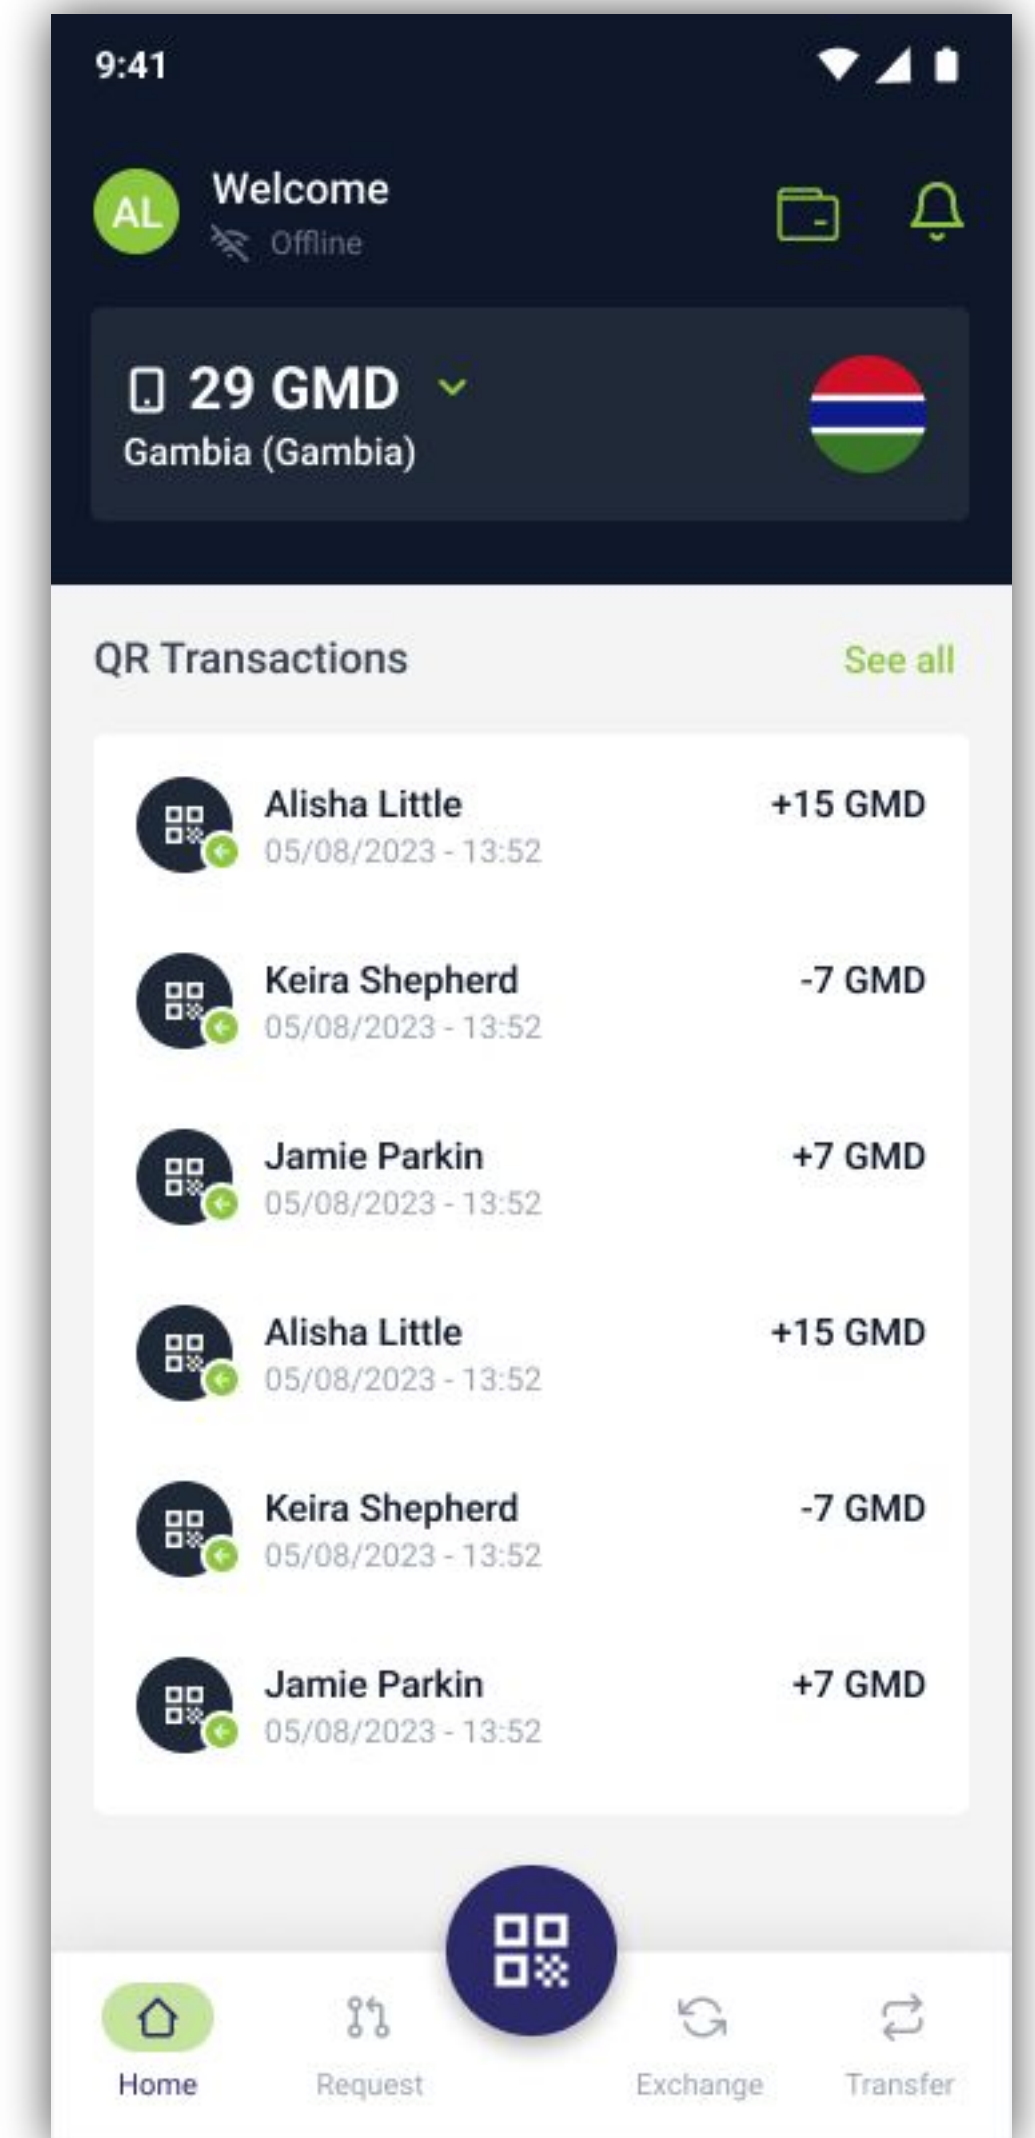 9:41
AL
Welcome
Offline
29 GMD
Gambia (Gambia)
QR Transactions
See all
Alisha Little
+15 GMD
05/08/2023 - 13:52
Keira Shepherd
-7 GMD
05/08/2023 - 13:52
Jamie Parkin
+7 GMD
05/08/2023 - 13:52
Alisha Little
+15 GMD
05/08/2023 - 13:52
Keira Shepherd
-7 GMD
05/08/2023 - 13:52
Jamie Parkin
+7 GMD
05/08/2023 - 13:52
Home
Request
Exchange
Transfer